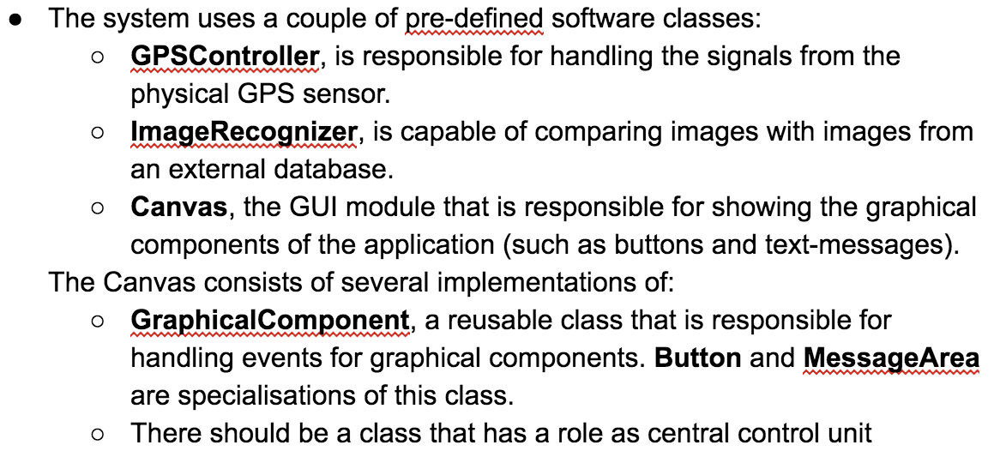 ● The system uses a couple of pre-defined software classes:
○ GPSController, is responsible for handling the signals from the
physical GPS sensor.
○ ImageRecognizer, is capable of comparing images with images from
an external database.
○ Canvas, the GUI module that is responsible for showing the graphical
components of the application (such as buttons and text-messages).
The Canvas consists of several implementations of:
○ GraphicalComponent, a reusable class that is responsible for
handling events for graphical components. Button and MessageArea
are specialisations of this class.
○ There should be a class that has a role as central control unit